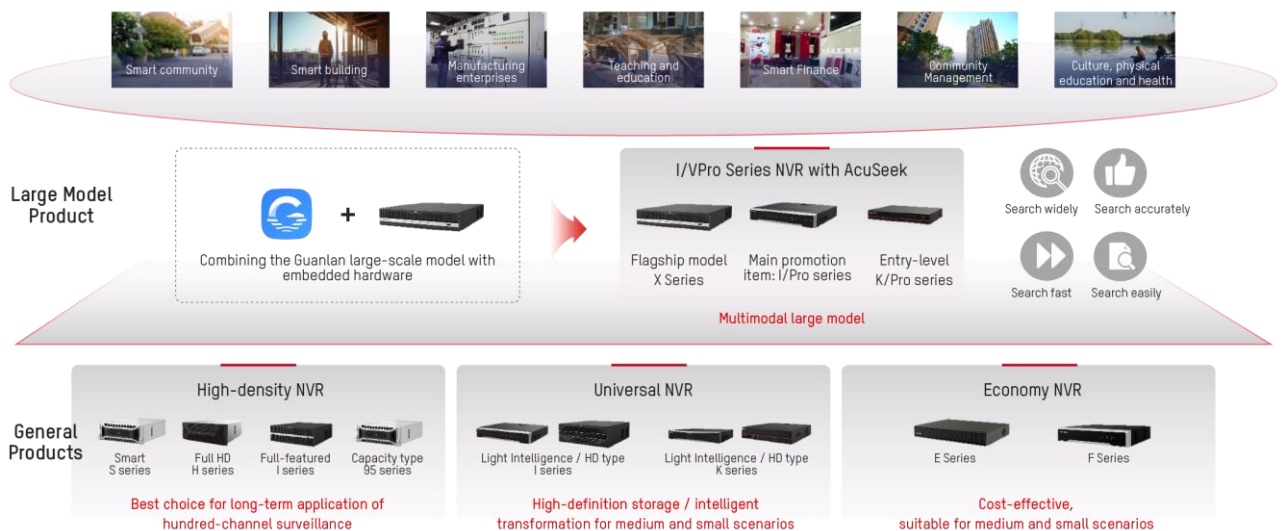 Smart community
Smart building
Manufacturing
enterprises
Teaching and
education
Smart Finance
Community
Management
Culture, physical
education and health
Large Model
Product
+
Combining the Guanlan large-scale model with
embedded hardware
I/VPro Series NVR with AcuSeek
Flagship model
X Series
Main promotion
item: I/Pro series
Entry-level
K/Pro series
Multimodal large model
Search widely
Search accurately
Search fast
Search easily
General
Products
High-density NVR
Smart
S series
Full HD
H series
Full-featured
I series
Capacity type
95 series
Best choice for long-term application of
hundred-channel surveillance
Universal NVR
Light Intelligence / HD type
I series
Light Intelligence / HD type
K series
High-definition storage / intelligent
transformation for medium and small scenarios
Economy NVR
E Series
F Series
Cost-effective,
suitable for medium and small scenarios